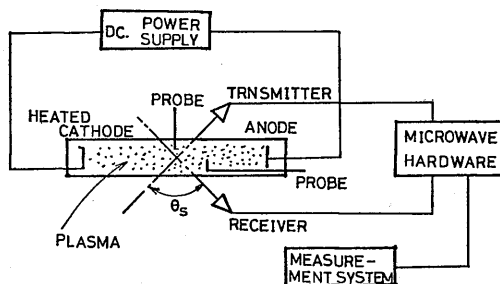 DC. POWER
SUPPLY
TRNSMITTER
PROBE
HEATED
CATHODE
ANODE
MICROWAVE
HARDWARE
PROBE
θs
RECEIVER
PLASMA
MEASURE-
MENT SYSTEM